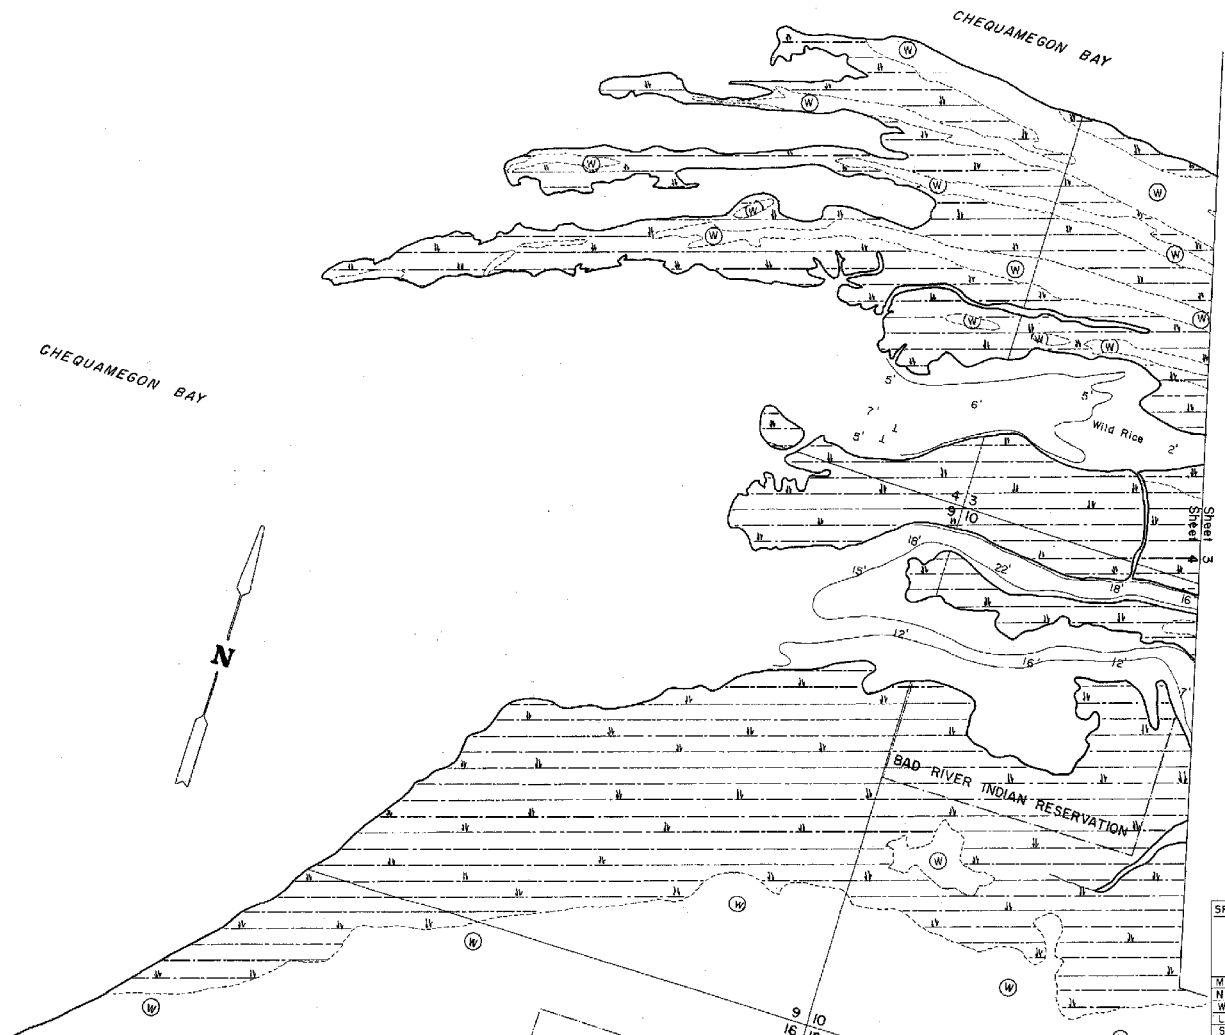 CHEQUAMEGON BAY
W
W
W
W
W
W
W
W
W
W
W
W
W
W
CHEQUAMEGON BAY
5'
6'
5'
7'
5'
Wild Rice
2'
4 3
9 10
Sheet 3
Sheet 4
18'
22'
15'
18'
16'
12'
16'
12'
7'
N
BAD RIVER INDIAN RESERVATION
W
W
W
W
W
9 10
16
M
N
W
L
S